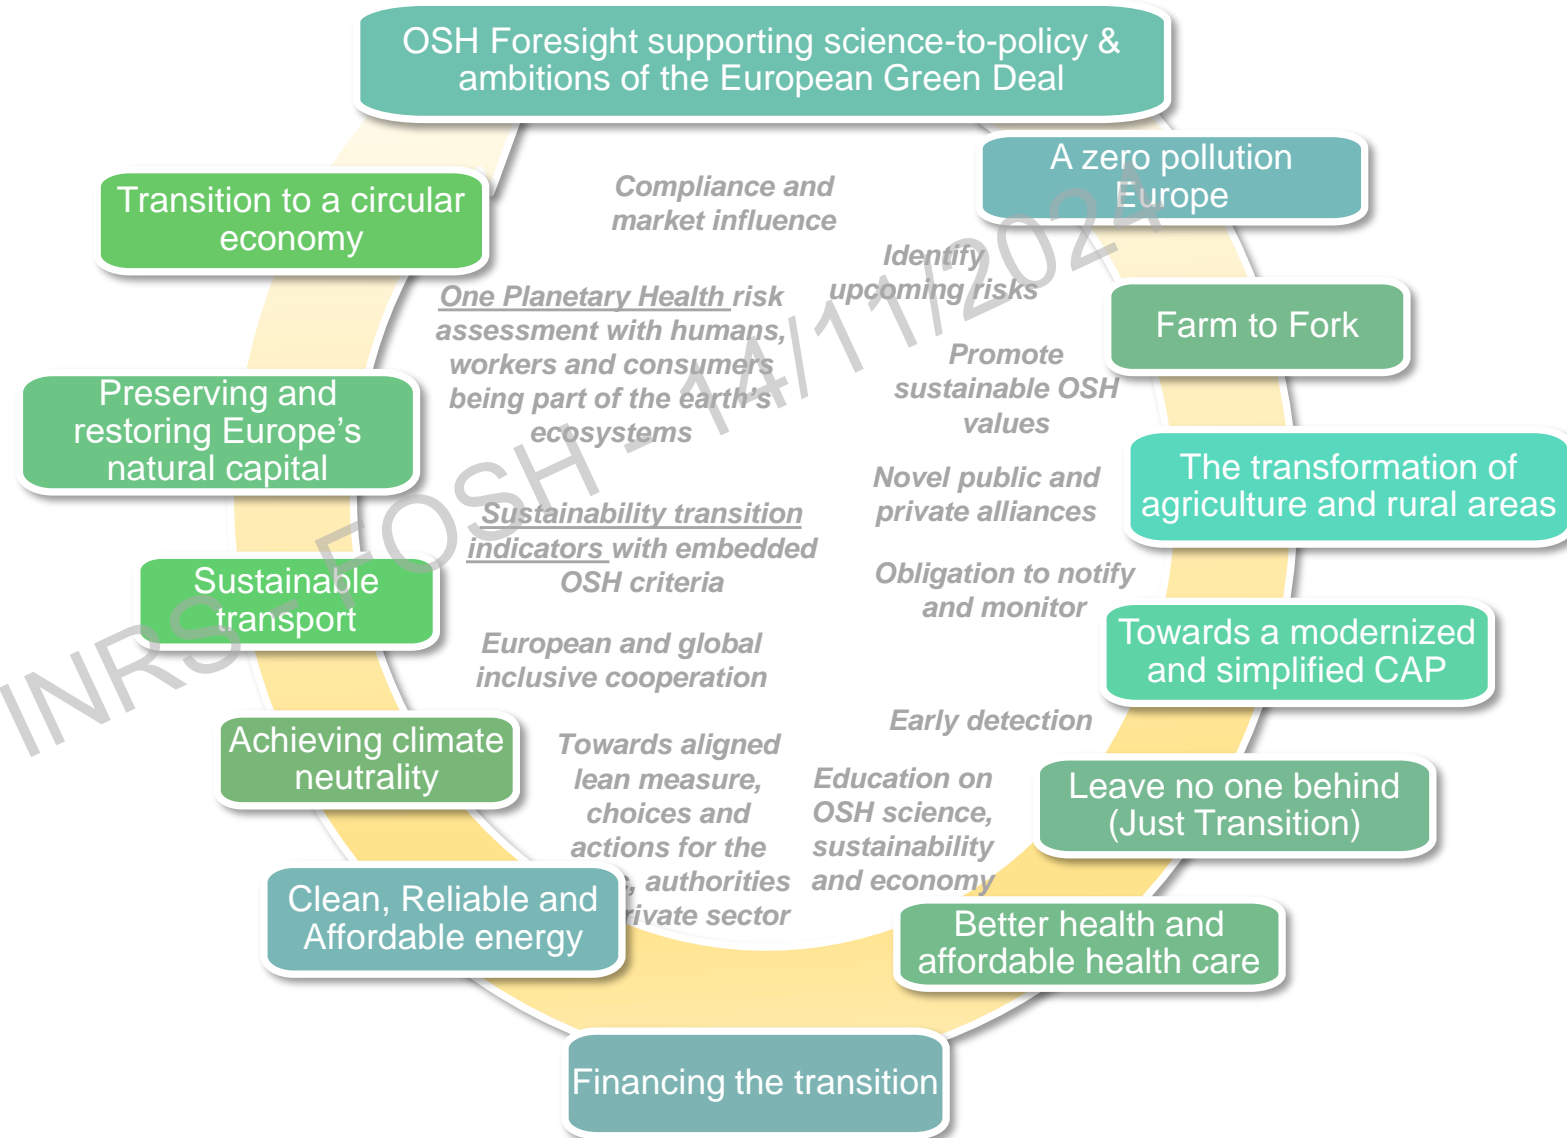 OSH Foresight supporting science-to-policy &
ambitions of the European Green Deal
A zero pollution
Europe
Transition to a circular
economy
Compliance and
market influence
Identify
upcoming risks
One Planetary Health risk
assessment with humans,
workers and consumers
being part of the earth's
ecosystems
Farm to Fork
Promote
sustainable OSH
values
Preserving and
restoring Europe's
natural capital
The transformation of
agriculture and rural areas
Novel public and
private alliances
Sustainability transition
indicators with embedded
OSH criteria
Sustainable
transport
Obligation to notify
and monitor
Towards a modernized
and simplified CAP
European and global
inclusive cooperation
Early detection
Achieving climate
neutrality
Towards aligned
lean measure,
choices and
actions for the
authorities
private sector
Education on
OSH science,
sustainability
and economy
Leave no one behind
(Just Transition)
Clean, Reliable and
Affordable energy
Better health and
affordable health care
Financing the transition
INRS - FOSH - 14/11/2024